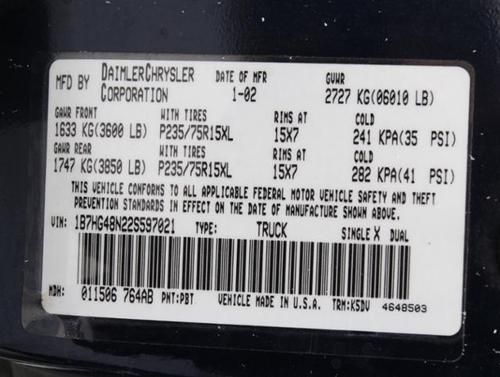 MFD BY DAIMLERCHRYSLER CORPORATION DATE OF MFR 1-02 GVWR 2727 KG(06010 LB)
GAWR FRONT WITH TIRES RIMS AT COLD
1633 KG(3600 LB) P235/75R15XL 15X7 241 KPA(35 PSI)
GAWR REAR WITH TIRES RIMS AT COLD
1747 KG(3850 LB) P235/75R15XL 15X7 282 KPA(41 PSI)
THIS VEHICLE CONFORMS TO ALL APPLICABLE FEDERAL MOTOR VEHICLE SAFETY AND THEFT
PREVENTION STANDARDS IN EFFECT ON THE DATE OF MANUFACTURE SHOWN ABOVE.
VIN: 1B7HG48N22S597021 TYPE: TRUCK SINGLE X DUAL
MDH: 011506 764AB PNT:PBT VEHICLE MADE IN U.S.A. TRM:K5DV 4648503